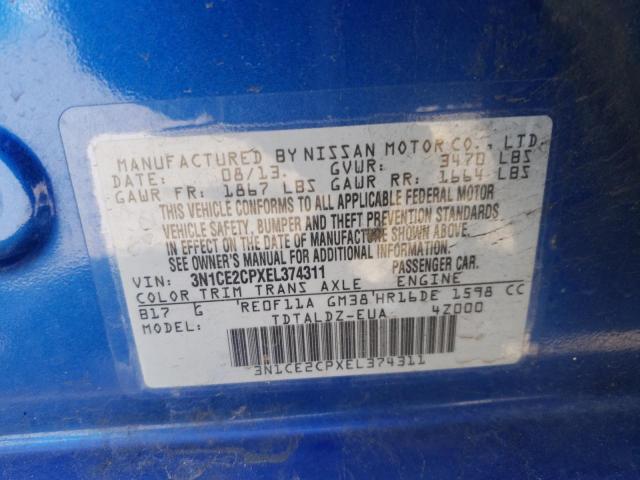 MANUFACTURED BY NISSAN MOTOR CO., LTD.
DATE: 08/13. GVWR: 3470 LBS
GAWR FR: 1867 LBS GAWR RR: 1664 LBS
THIS VEHICLE CONFORMS TO ALL APPLICABLE FEDERAL MOTOR
VEHICLE SAFETY, BUMPER AND THEFT PREVENTION STANDARDS
IN EFFECT ON THE DATE OF MANUFACTURE SHOWN ABOVE.
SEE OWNER'S MANUAL FOR ADDITIONAL INFORMATION.
VIN: 3N1CE2CPXEL374311 PASSENGER CAR.
COLOR TRIM TRANS AXLE ENGINE
B17 G RE0F11A GM38 HR16DE 1598 CC
MODEL: TDTALDZ-EUA 4Z000
3N1CE2CPXEL374311